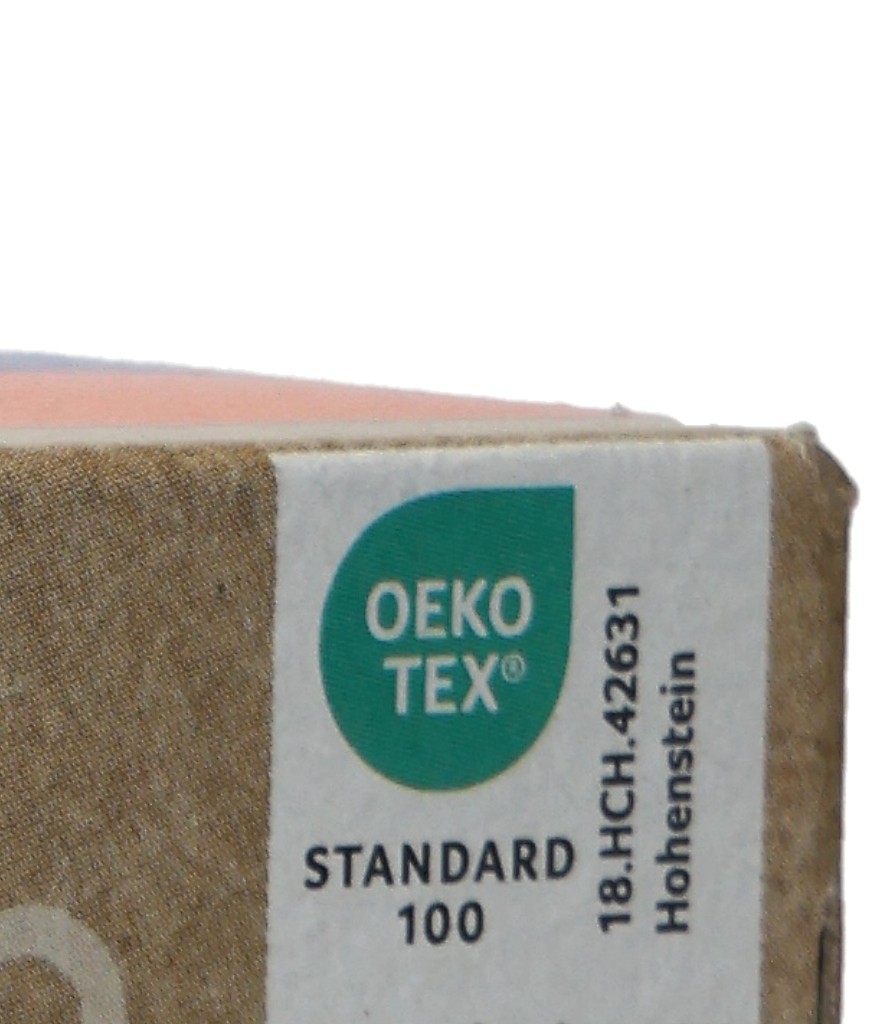 OEKO
TEX®
STANDARD
100
18.HCH.42631
Hohenstein